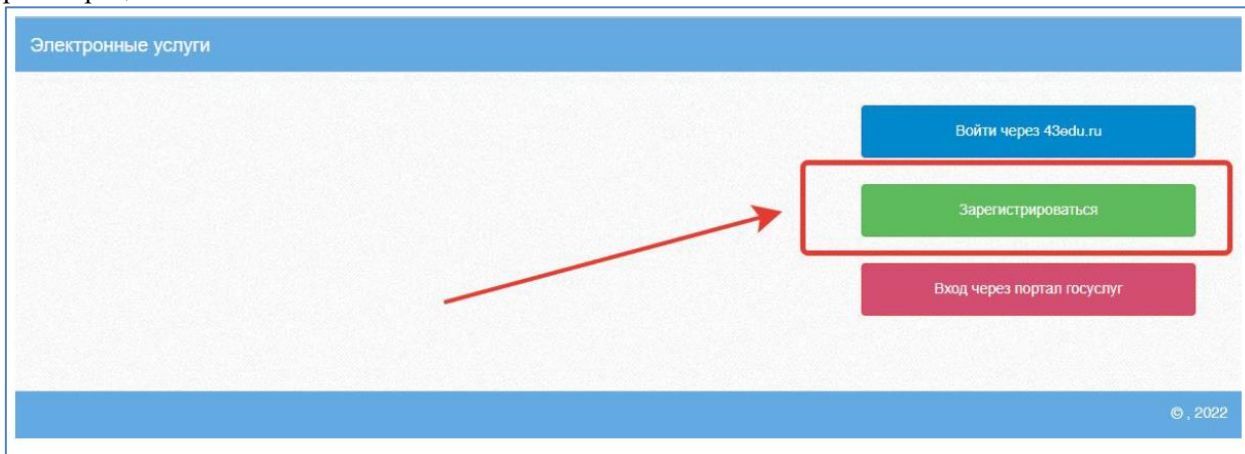 Электронные услуги
Войти через 43edu.ru
Зарегистрироваться
Вход через портал госуслуг
© , 2022